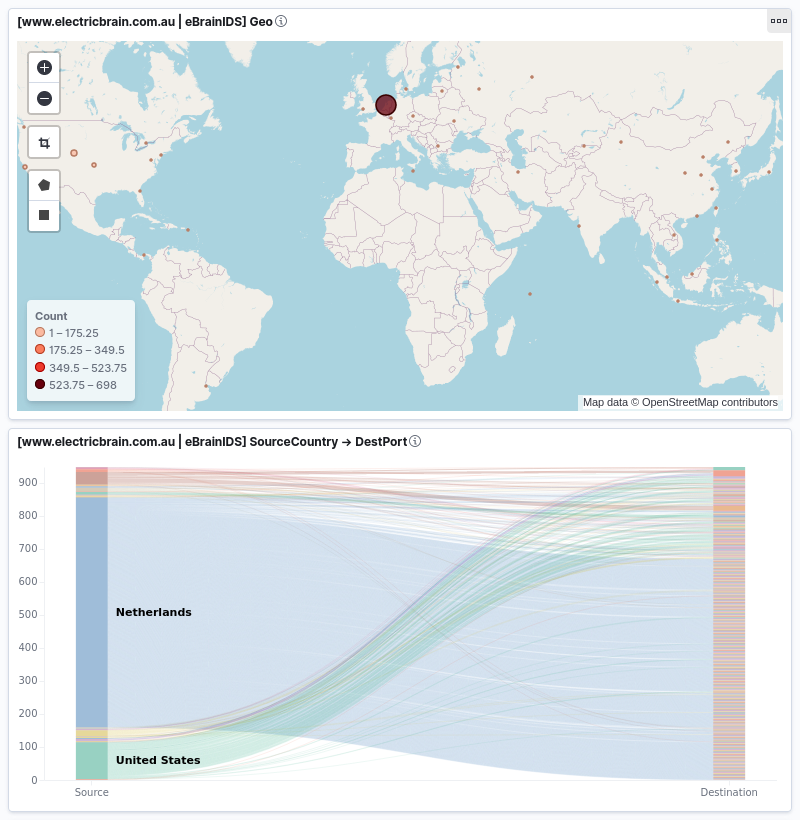 [www.electricbrain.com.au | eBrainIDS] Geo
Count
1 – 175.25
175.25 – 349.5
349.5 – 523.75
523.75 – 698
Map data © OpenStreetMap contributors
[www.electricbrain.com.au | eBrainIDS] SourceCountry → DestPort
900
800
700
600
500
400
300
200
100
0
Netherlands
United States
Source
Destination